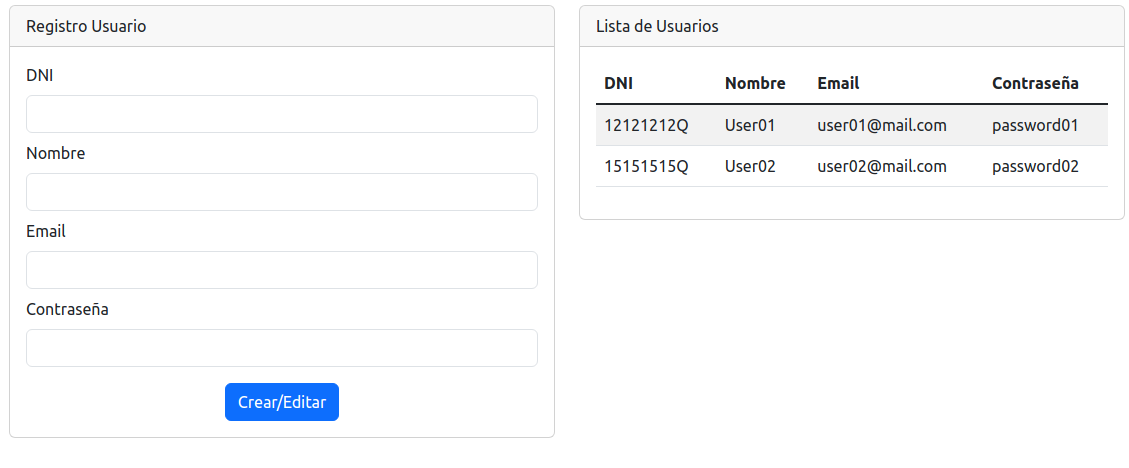 Registro Usuario
DNI
Nombre
Email
Contraseña
Crear/Editar
Lista de Usuarios
DNI Nombre Email Contraseña
12121212Q User01 user01@mail.com password01
15151515Q User02 user02@mail.com password02